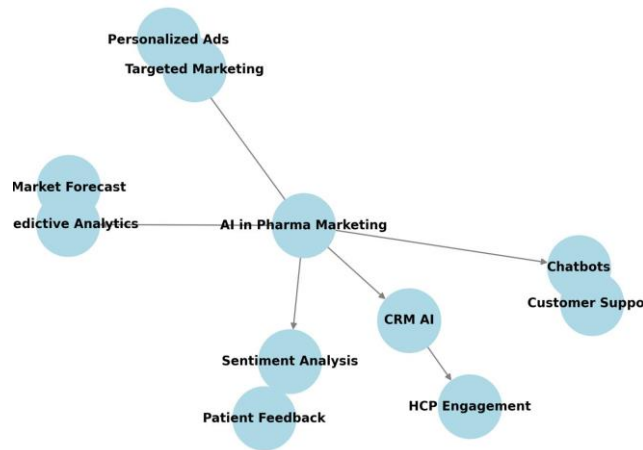 Personalized Ads
Targeted Marketing
Market Forecast
edictive Analytics
AI in Pharma Marketing
Chatbots
Customer Suppo
CRM AI
Sentiment Analysis
HCP Engagement
Patient Feedback